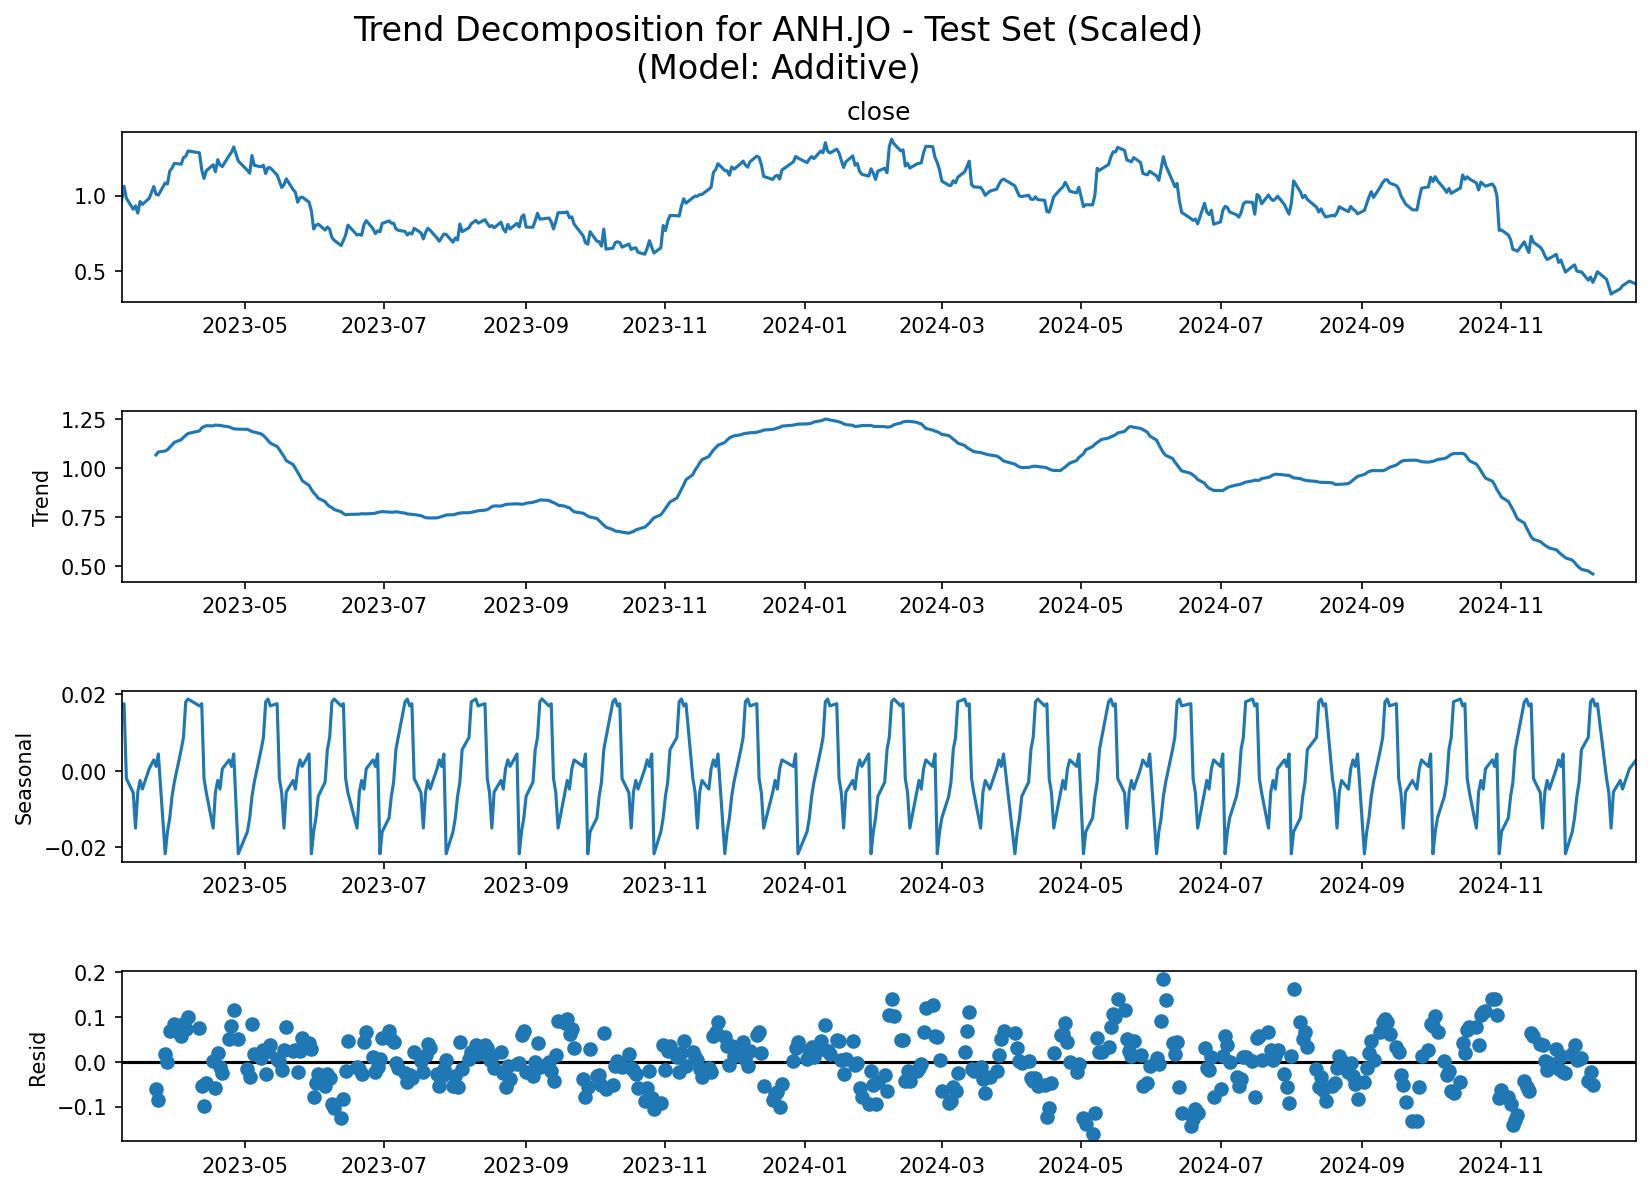 Trend Decomposition for ANH.JO - Test Set (Scaled)
(Model: Additive)
close
1.0
0.5
2023-05 2023-07 2023-09 2023-11 2024-01 2024-03 2024-05 2024-07 2024-09 2024-11
Trend
1.25
1.00
0.75
0.50
2023-05 2023-07 2023-09 2023-11 2024-01 2024-03 2024-05 2024-07 2024-09 2024-11
Seasonal
0.02
0.00
−0.02
2023-05 2023-07 2023-09 2023-11 2024-01 2024-03 2024-05 2024-07 2024-09 2024-11
Resid
0.2
0.1
0.0
−0.1
2023-05 2023-07 2023-09 2023-11 2024-01 2024-03 2024-05 2024-07 2024-09 2024-11